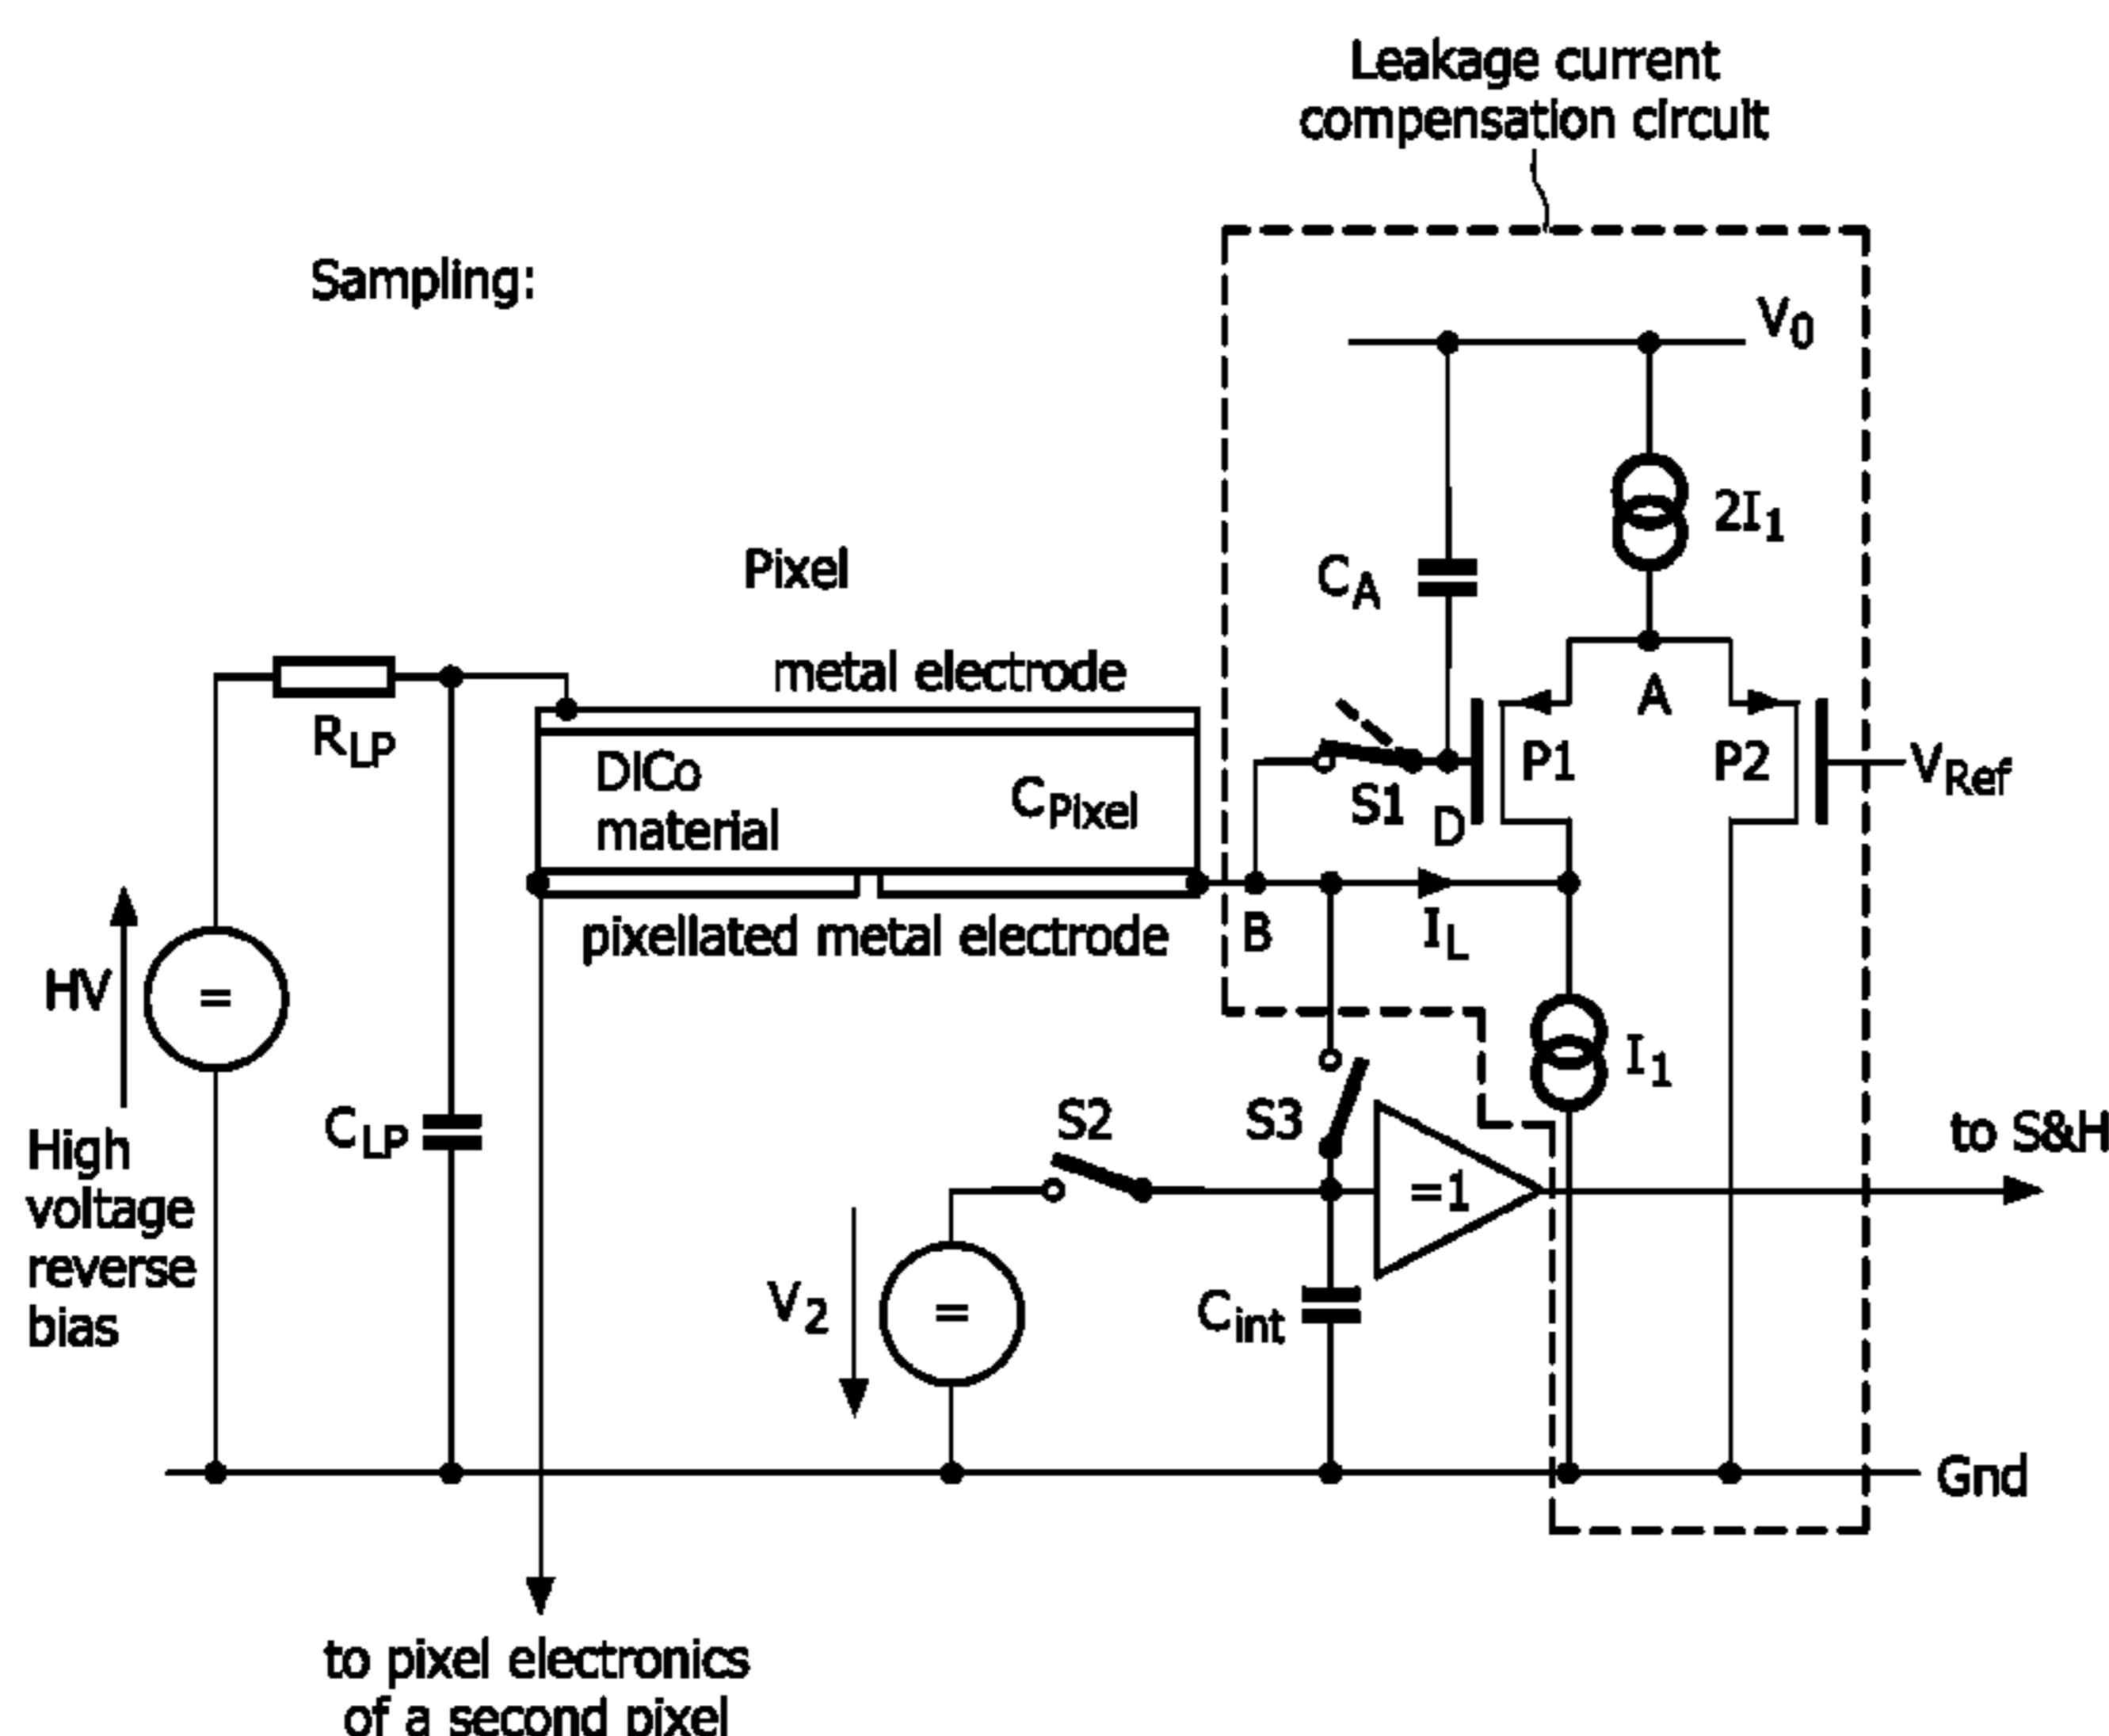 Leakage current
compensation circuit
Sampling:
V0
2I1
CA
Pixel
metal electrode
RLP
A
DICo
material
CPixel
S1
D
P1
P2
VRef
pixellated metal electrode
B
IL
HV
=
I1
High
voltage
reverse
bias
CLP
S2
S3
=1
to S&H
V2
=
Cint
Gnd
to pixel electronics
of a second pixel